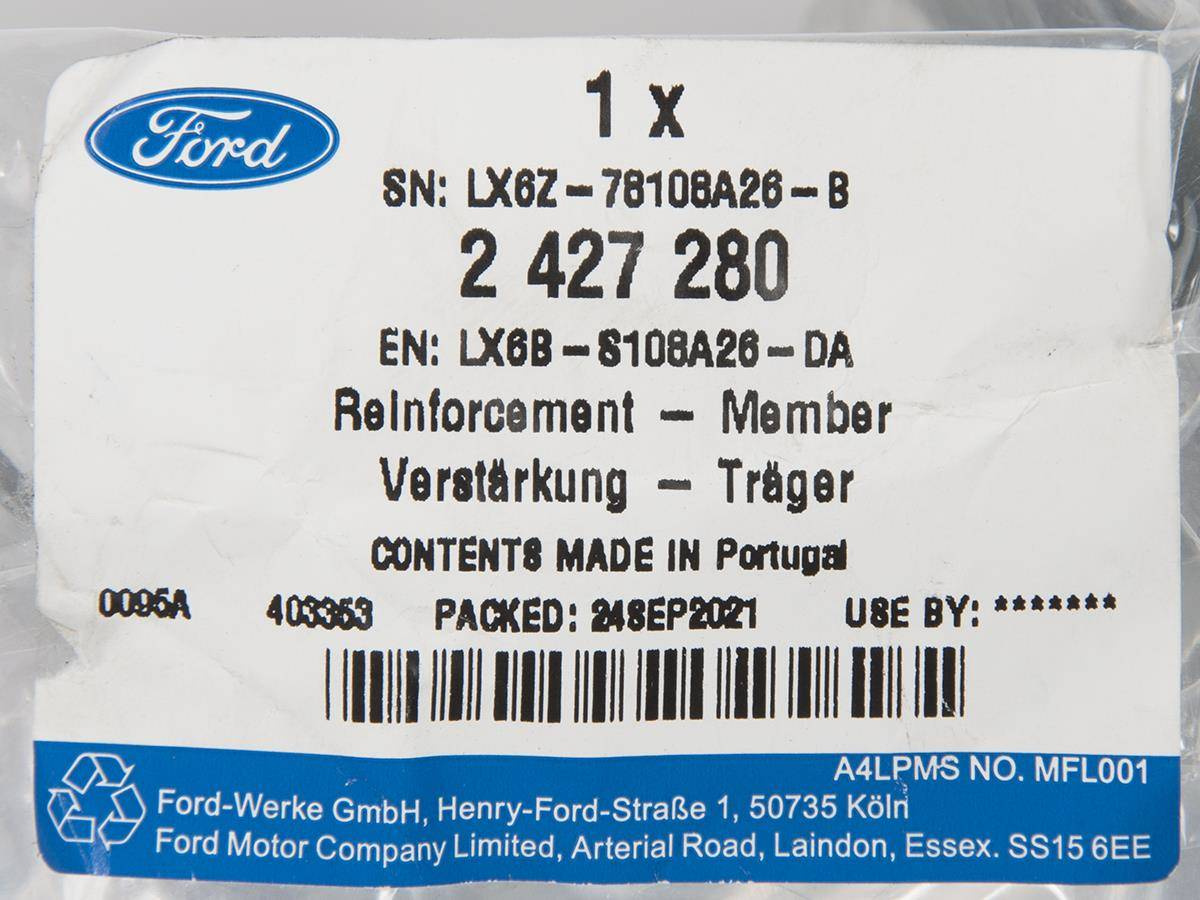 Ford
1 x
SN: LX6Z-78108A26-B
2 427 280
EN: LX6B-S108A26-DA
Reinforcement - Member
Verstärkung - Träger
CONTENTS MADE IN Portugal
0095A 403353 PACKED: 24SEP2021 USE BY: *******
A4LPMS NO. MFL001
Ford-Werke GmbH, Henry-Ford-Straße 1, 50735 Köln
Ford Motor Company Limited, Arterial Road, Laindon, Essex. SS15 6EE